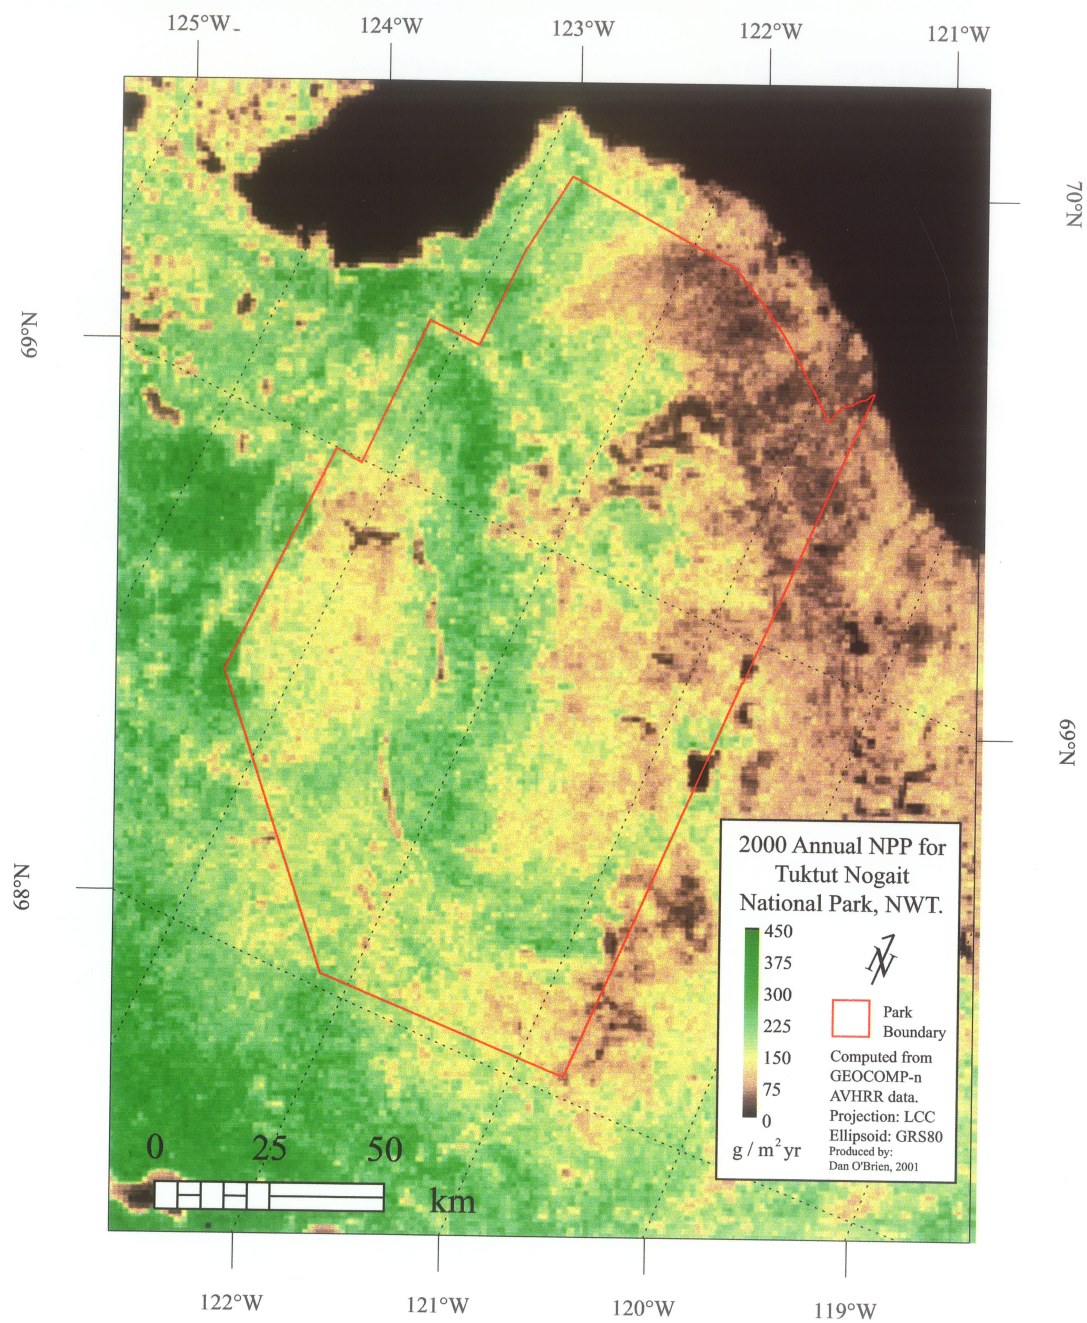 125°W
124°W
123°W
122°W
121°W
70°N
69°N
69°N
68°N
2000 Annual NPP for
Tuktut Nogait
National Park, NWT.
450
375
300
225
150
75
0
g / m² yr
N
Park
Boundary
Computed from
GEOCOMP-n
AVHRR data.
Projection: LCC
Ellipsoid: GRS80
Produced by:
Dan O'Brien, 2001
0 25 50
km
122°W
121°W
120°W
119°W